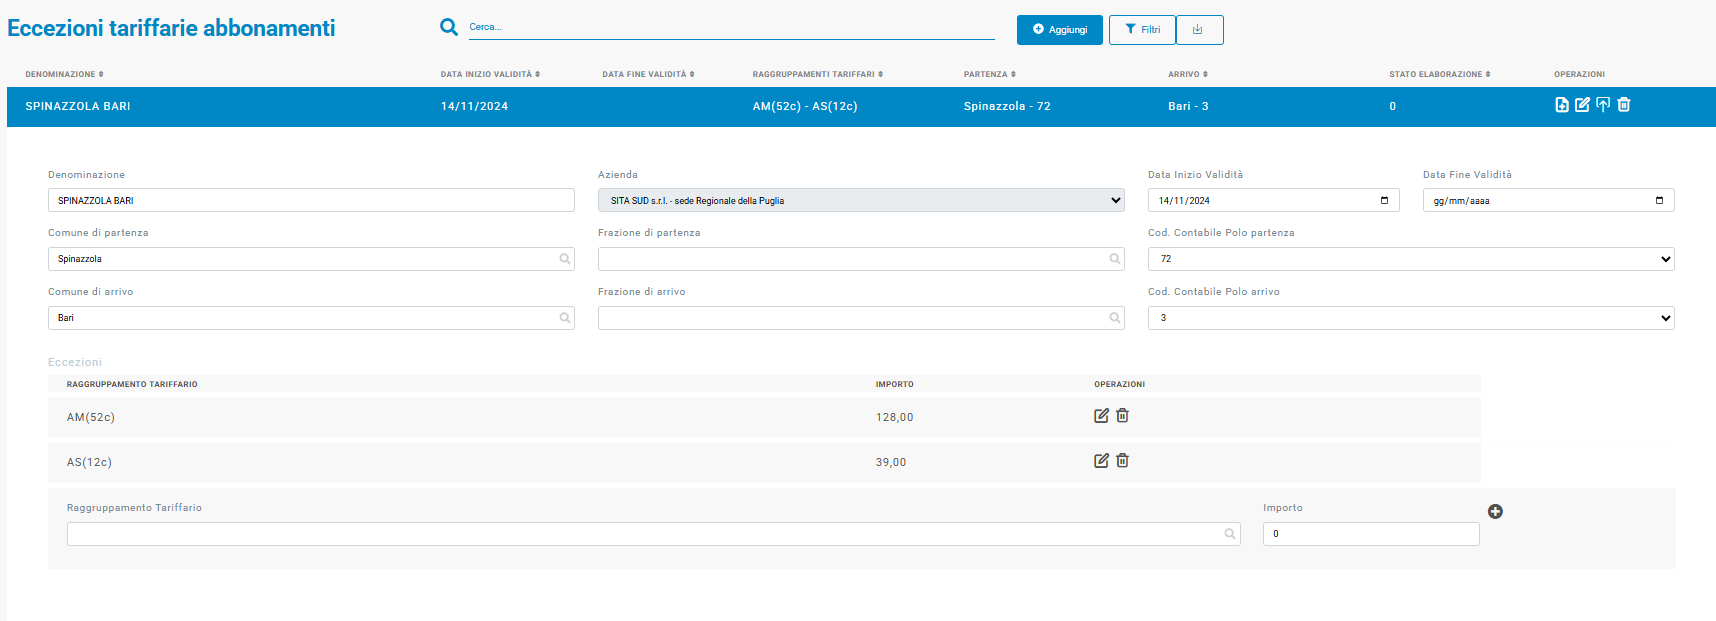 Eccezioni tariffarie abbonamenti
Cerca...
Aggiungi
Filtri
DENOMINAZIONE DATA INIZIO VALIDITÀ DATA FINE VALIDITÀ RAGGRUPPAMENTI TARIFFARI PARTENZA ARRIVO STATO ELABORAZIONE OPERAZIONI
SPINAZZOLA BARI 14/11/2024 AM(52c) - AS(12c) Spinazzola - 72 Bari - 3 0
Denominazione Azienda Data Inizio Validità Data Fine Validità
SPINAZZOLA BARI SITA SUD s.r.l. - sede Regionale della Puglia 14/11/2024 gg/mm/aaaa
Comune di partenza Frazione di partenza Cod. Contabile Polo partenza
Spinazzola 72
Comune di arrivo Frazione di arrivo Cod. Contabile Polo arrivo
Bari 3
Eccezioni
RAGGRUPPAMENTO TARIFFARIO IMPORTO OPERAZIONI
AM(52c) 128,00
AS(12c) 39,00
Raggruppamento Tariffario Importo
0